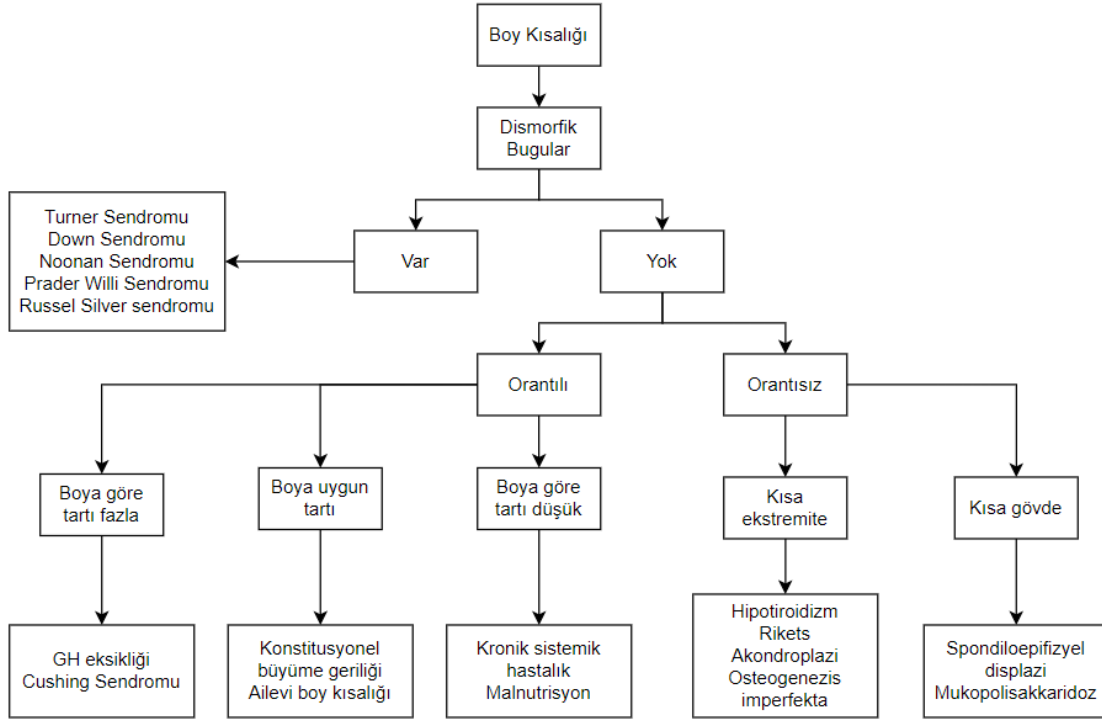 Boy Kısalığı
Dismorfik
Bugular
Turner Sendromu
Down Sendromu
Noonan Sendromu
Prader Willi Sendromu
Russel Silver sendromu
Var
Yok
Orantılı
Orantısız
Boya göre
tartı fazla
Boya uygun
tartı
Boya göre
tartı düşük
Kısa
ekstremite
Kısa gövde
GH eksikliği
Cushing Sendromu
Konstitusyonel
büyüme geriliği
Ailevi boy kısalığı
Kronik sistemik
hastalık
Malnutrisyon
Hipotiroidizm
Rikets
Akondroplazi
Osteogenezis
imperfekta
Spondiloepifizyel
displazi
Mukopolisakkaridoz